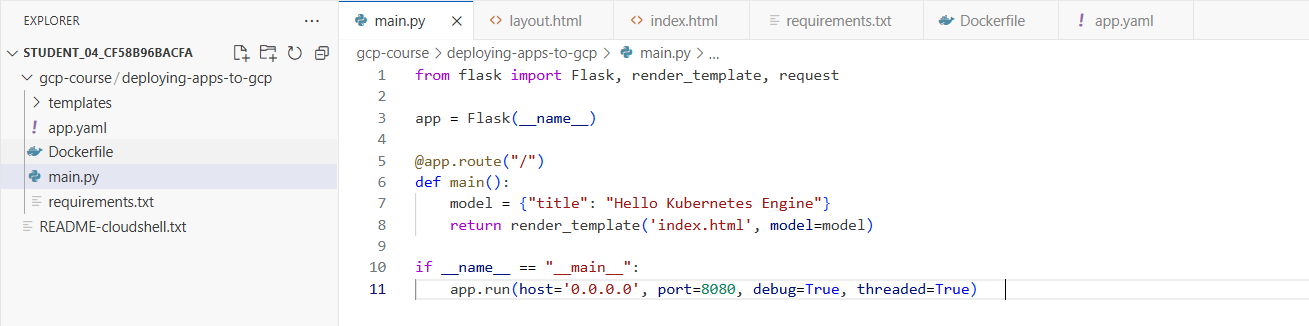 EXPLORER ...
STUDENT_04_CF58B96BACFA
gcp-course / deploying-apps-to-gcp
templates
! app.yaml
Dockerfile
main.py
requirements.txt
README-cloudshell.txt
main.py <> layout.html <> index.html requirements.txt Dockerfile ! app.yaml
gcp-course > deploying-apps-to-gcp > main.py > ...
1 from flask import Flask, render_template, request
2
3 app = Flask(__name__)
4
5 @app.route("/")
6 def main():
7     model = {"title": "Hello Kubernetes Engine"}
8     return render_template('index.html', model=model)
9
10 if __name__ == "__main__":
11     app.run(host='0.0.0.0', port=8080, debug=True, threaded=True)